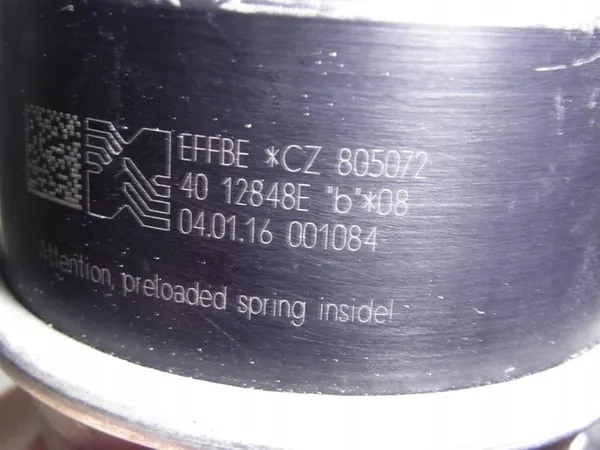 EFFBE *CZ 805072
40 12848E "b"*08
04.01.16 001084
Attention, preloaded spring inside!